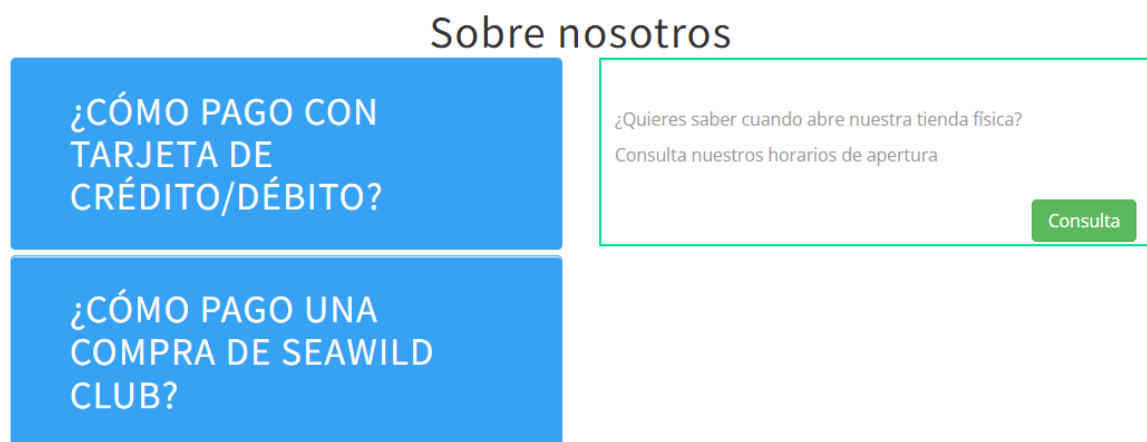 Sobre nosotros
¿CÓMO PAGO CON
TARJETA DE
CRÉDITO/DÉBITO?
¿CÓMO PAGO UNA
COMPRA DE SEAWILD
CLUB?
¿Quieres saber cuando abre nuestra tienda física?
Consulta nuestros horarios de apertura
Consulta